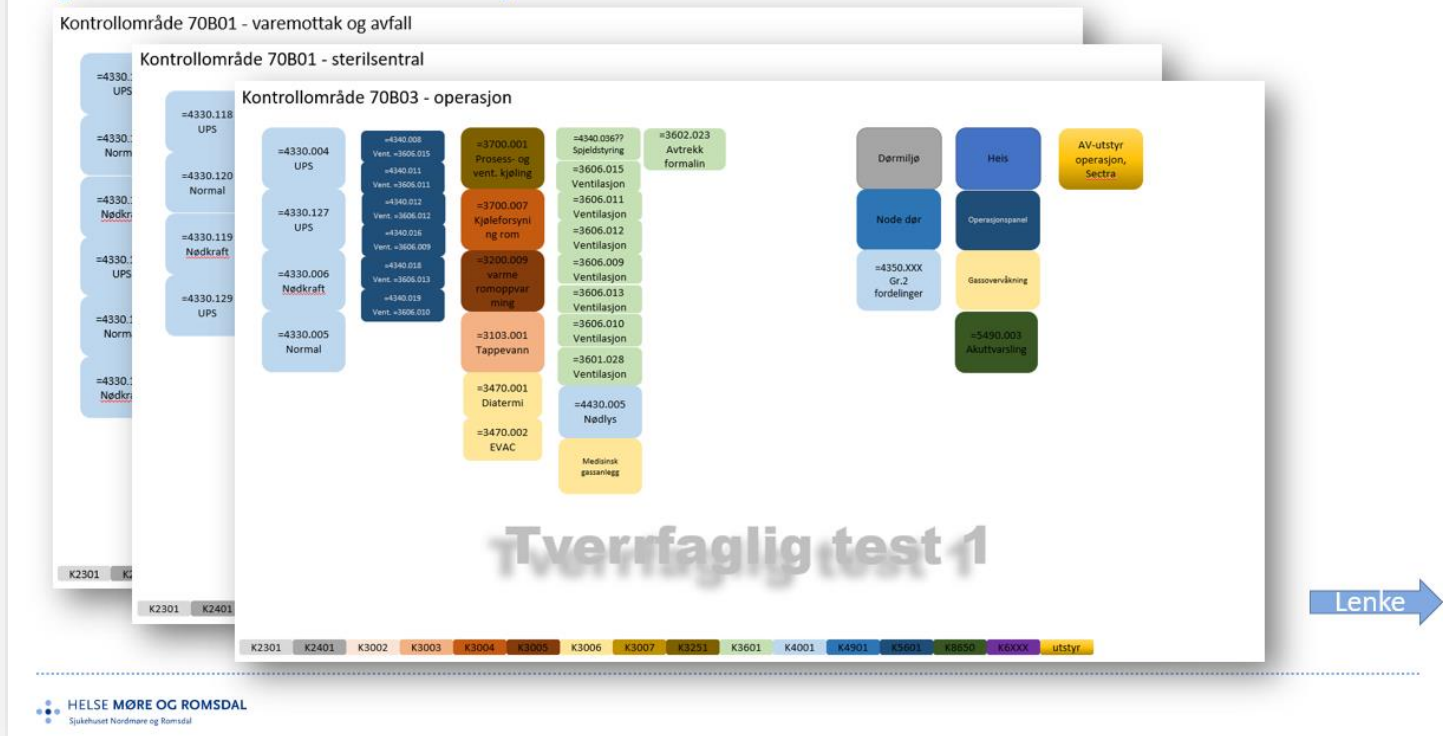 Kontrollområde 70B01 - varemottak og avfall
UPS
Kontrollområde 70B01 - sterilsentral
=4330.118
UPS
=4330.120
Normal
=4330.119
Nødkraft
=4330.129
UPS
Kontrollområde 70B03 - operasjon
=4330.004
UPS
=4330.127
UPS
=4330.006
Nødkraft
=4330.005
Normal
=4340.008
Vent. =3606.015
=4340.011
Vent. =3606.011
=4340.012
Vent. =3606.012
=4340.016
Vent. =3606.009
=4340.018
Vent. =3606.013
=4340.019
Vent. =3606.010
=3700.001
Prosess- og
vent. kjøling
=3700.007
Kjøleforsyni
ng rom
=3200.009
varme
romoppvar
ming
=3103.001
Tappevann
=3470.001
Diatermi
=3470.002
EVAC
=4340.036??
Spjeldstyring
=3606.015
Ventilasjon
=3606.011
Ventilasjon
=3606.012
Ventilasjon
=3606.009
Ventilasjon
=3606.013
Ventilasjon
=3606.010
Ventilasjon
=3601.028
Ventilasjon
=4430.005
Nødlys
Medisinsk
gassanlegg
=3602.023
Avtrekk
formalin
Dørmiljø
Node dør
=4350.XXX
Gr.2
fordelinger
Heis
Operasjonspanel
Gassovervåkning
=5490.003
Akuttvarsling
AV-utstyr
operasjon,
Sectra
Tverrfaglig test 1
K2301
K2301 K2401
K2301 K2401 K3002 K3003 K3004 K3005 K3006 K3007 K3251 K3601 K4001 K4901 K5601 K8650 K6XXX utstyr
Lenke
HELSE MØRE OG ROMSDAL
Sjukehuset Nordmøre og Romsdal